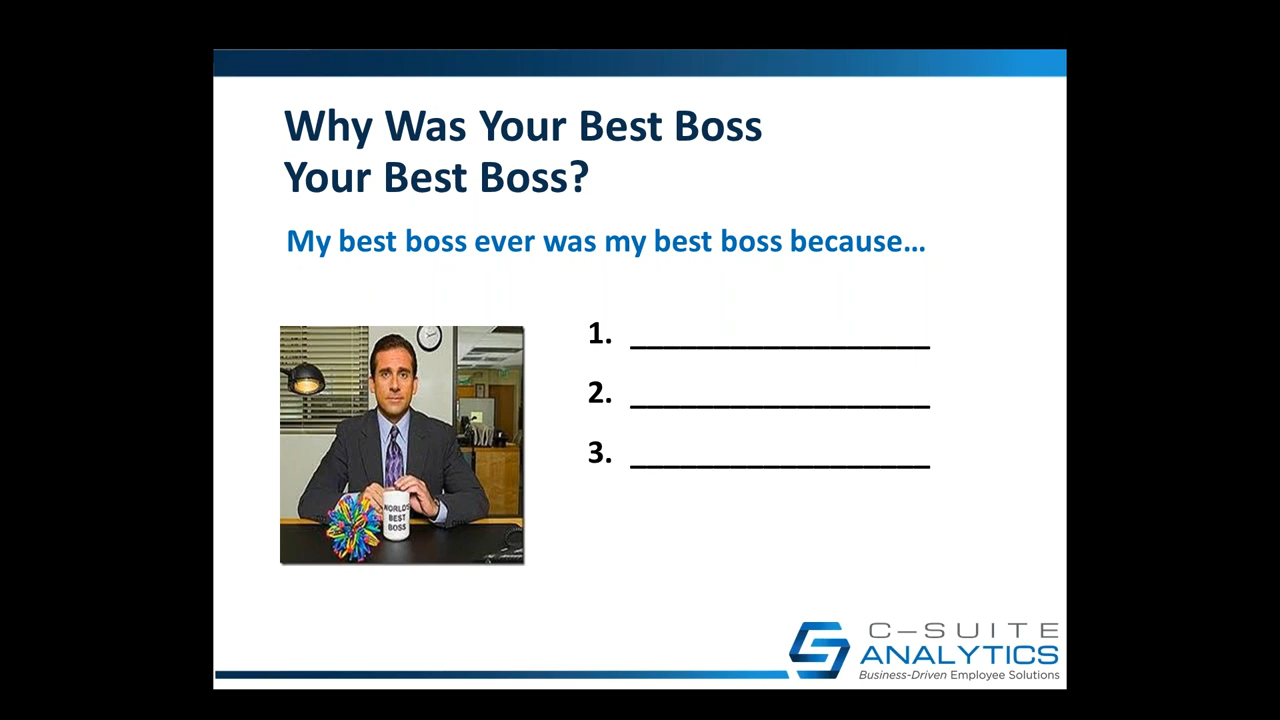 Why Was Your Best Boss
Your Best Boss?
My best boss ever was my best boss because…
1. ____________________
2. ____________________
3. ____________________
WORLD'S
BEST
BOSS
C–SUITE
ANALYTICS
Business-Driven Employee Solutions